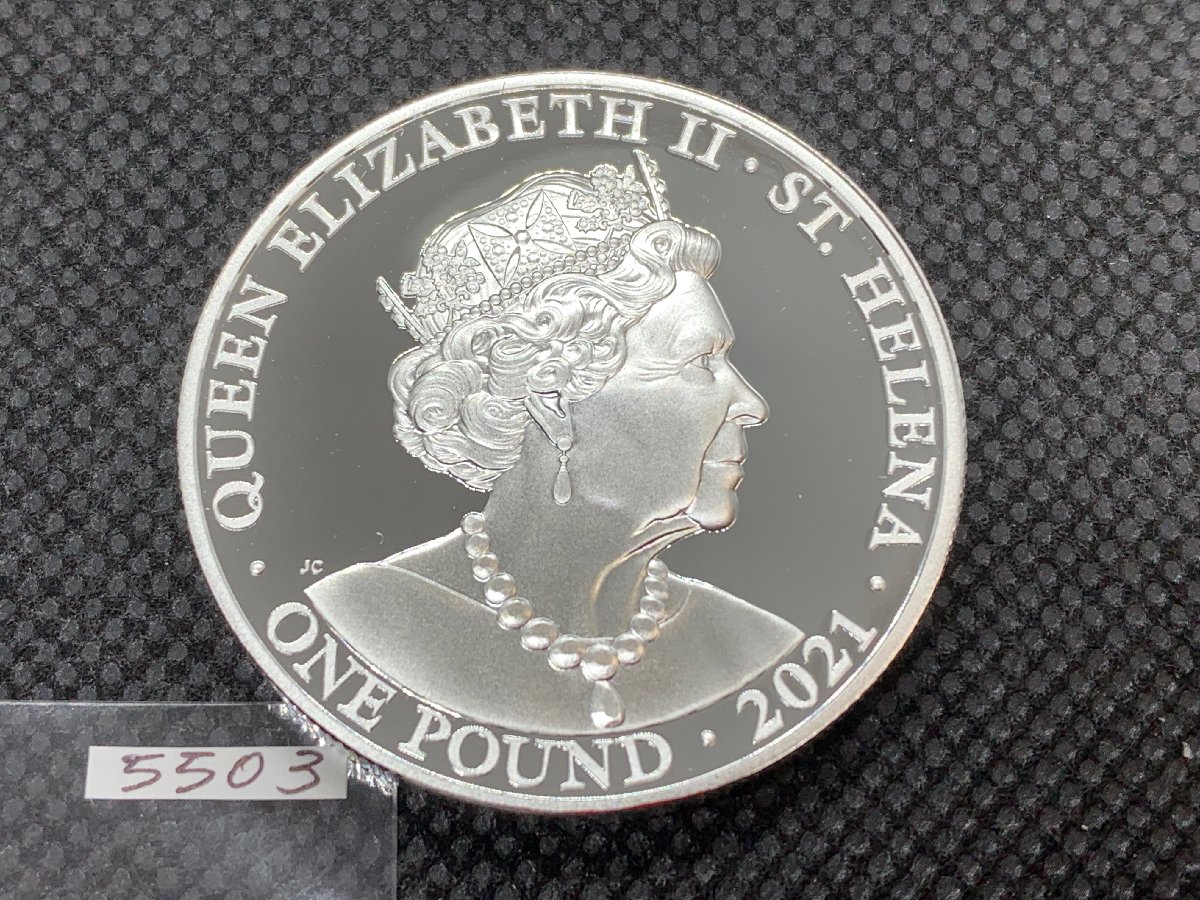 QUEEN ELIZABETH II · ST. HELENA ·
JC
· ONE POUND · 2021
5503